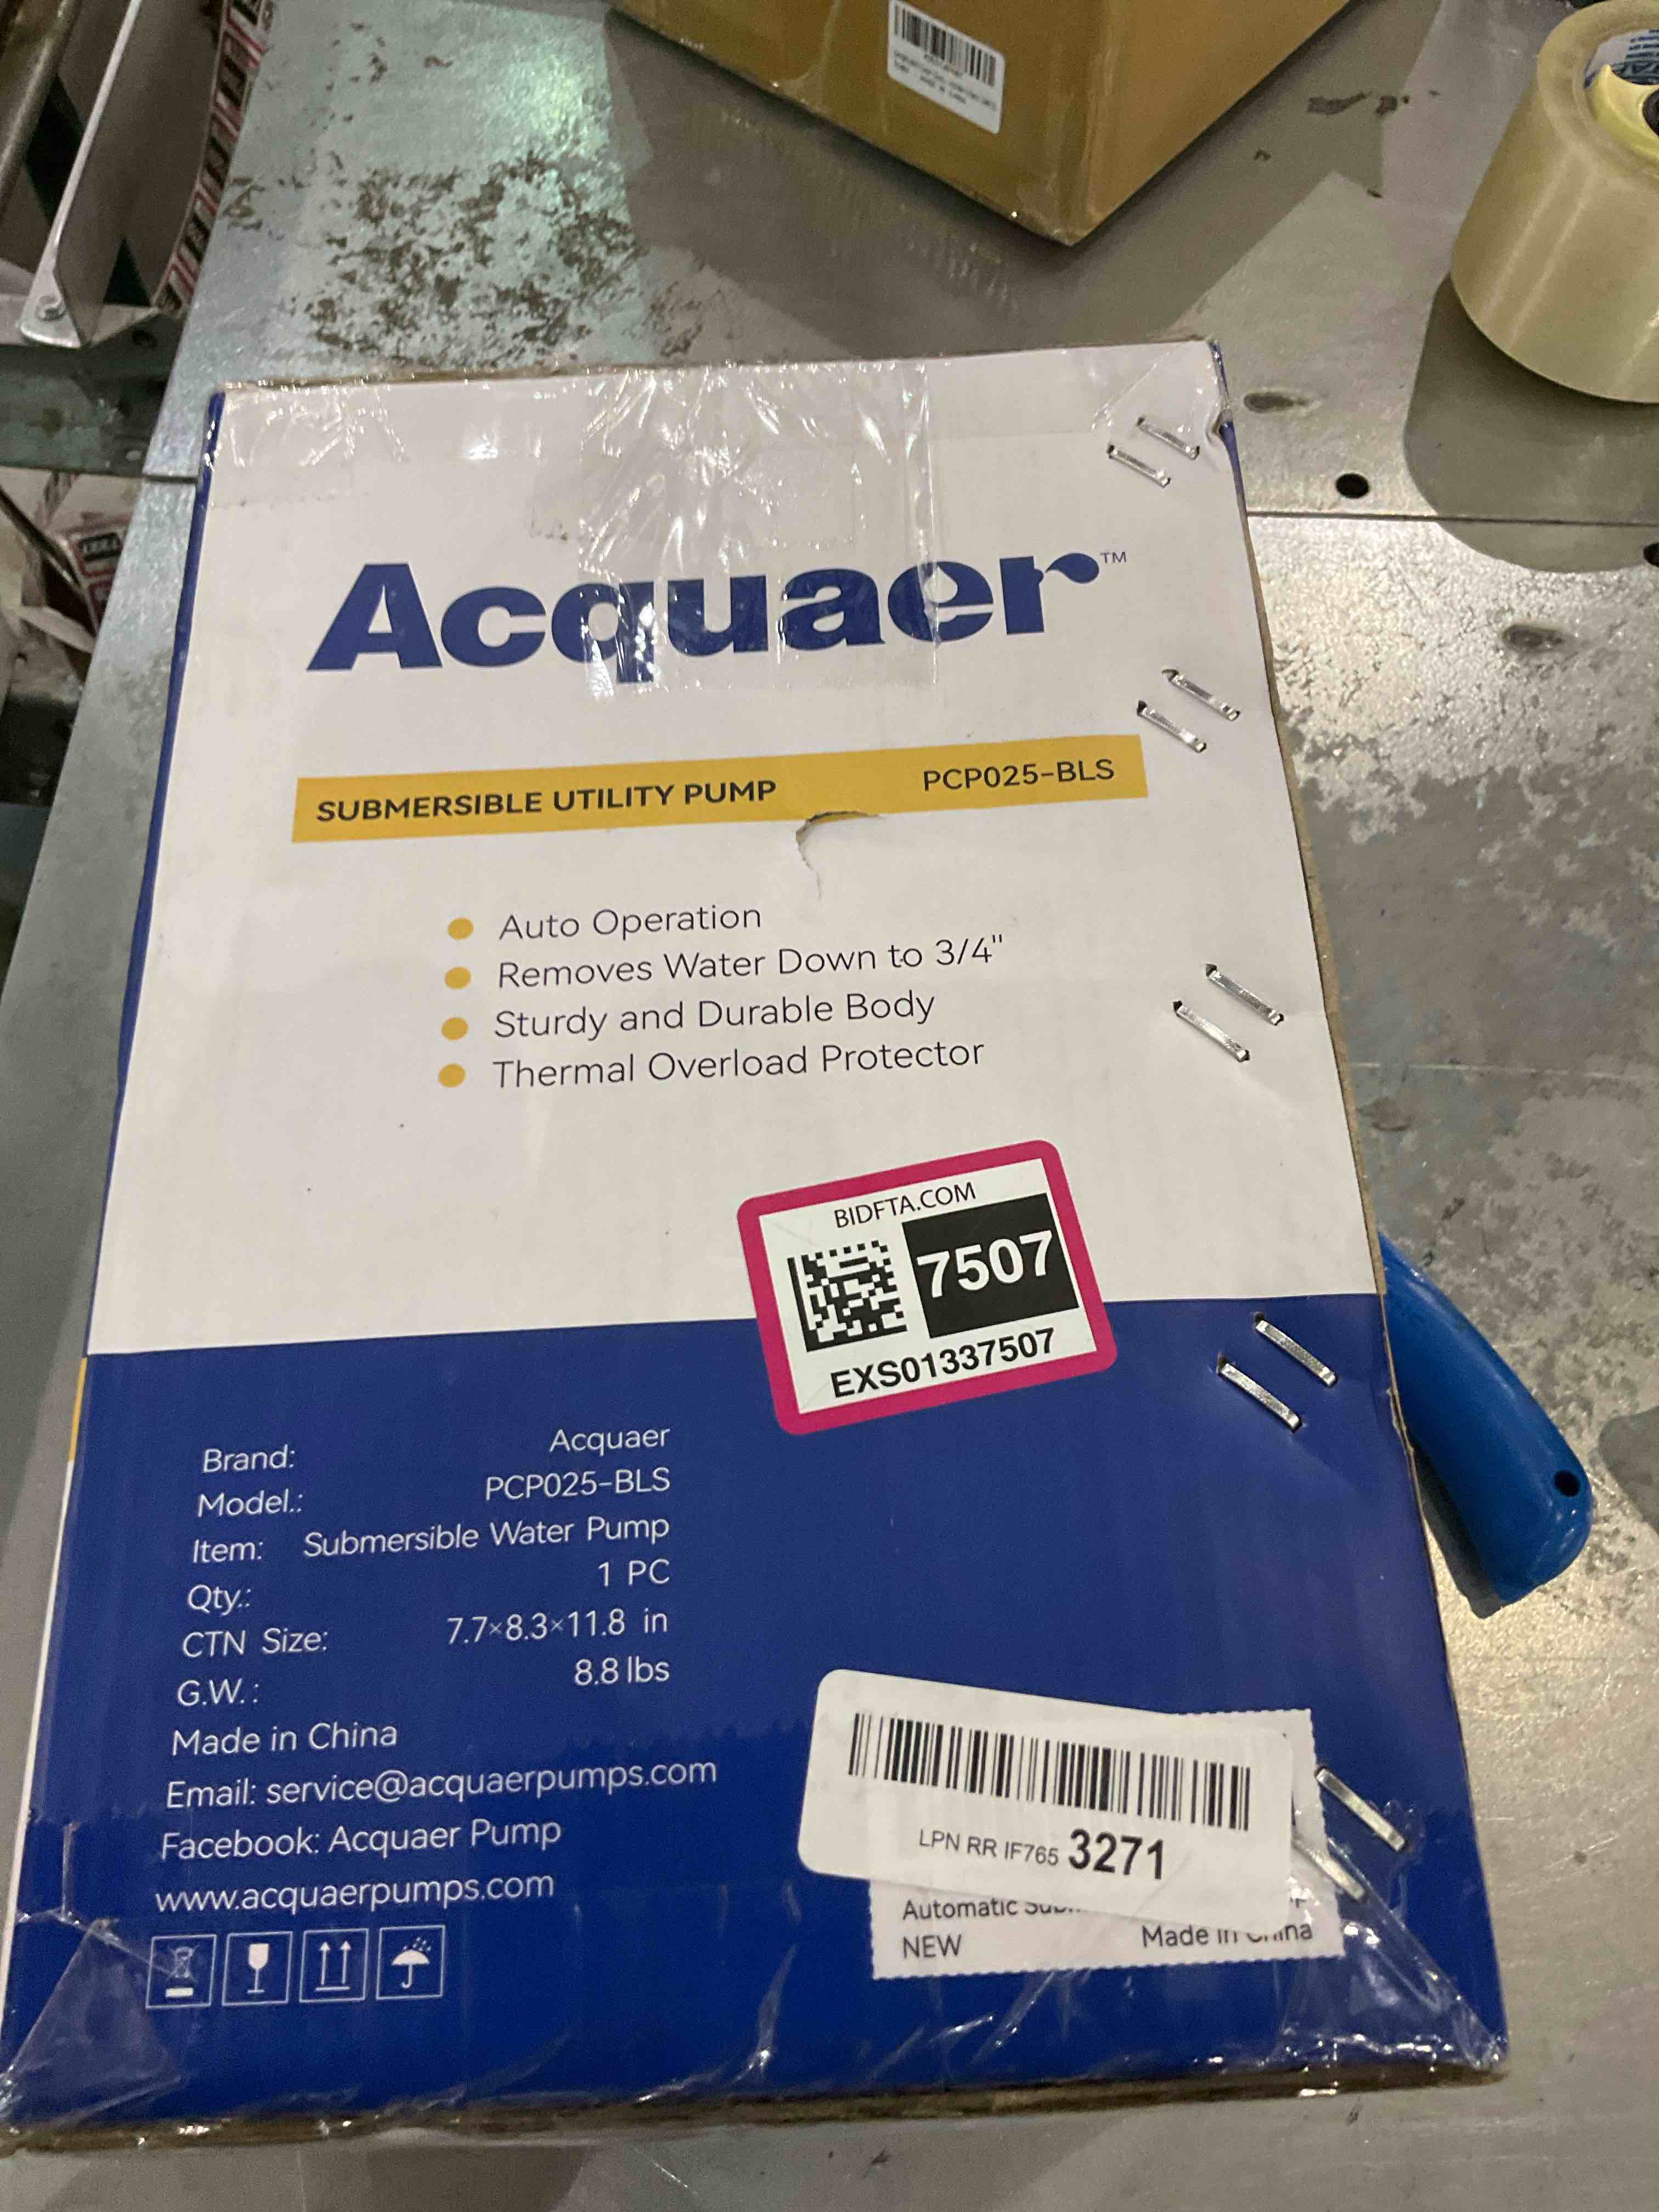 Acquaer™
SUBMERSIBLE UTILITY PUMP PCP025-BLS
Auto Operation
Removes Water Down to 3/4"
Sturdy and Durable Body
Thermal Overload Protector
BIDFTA.COM
7507
EXS01337507
Brand: Acquaer
Model.: PCP025-BLS
Item: Submersible Water Pump
Qty.: 1 PC
CTN Size: 7.7×8.3×11.8 in
G.W.: 8.8 lbs
Made in China
Email: service@acquaerpumps.com
Facebook: Acquaer Pump
www.acquaerpumps.com
LPN RR IF765 3271
Automatic
NEW Made in China